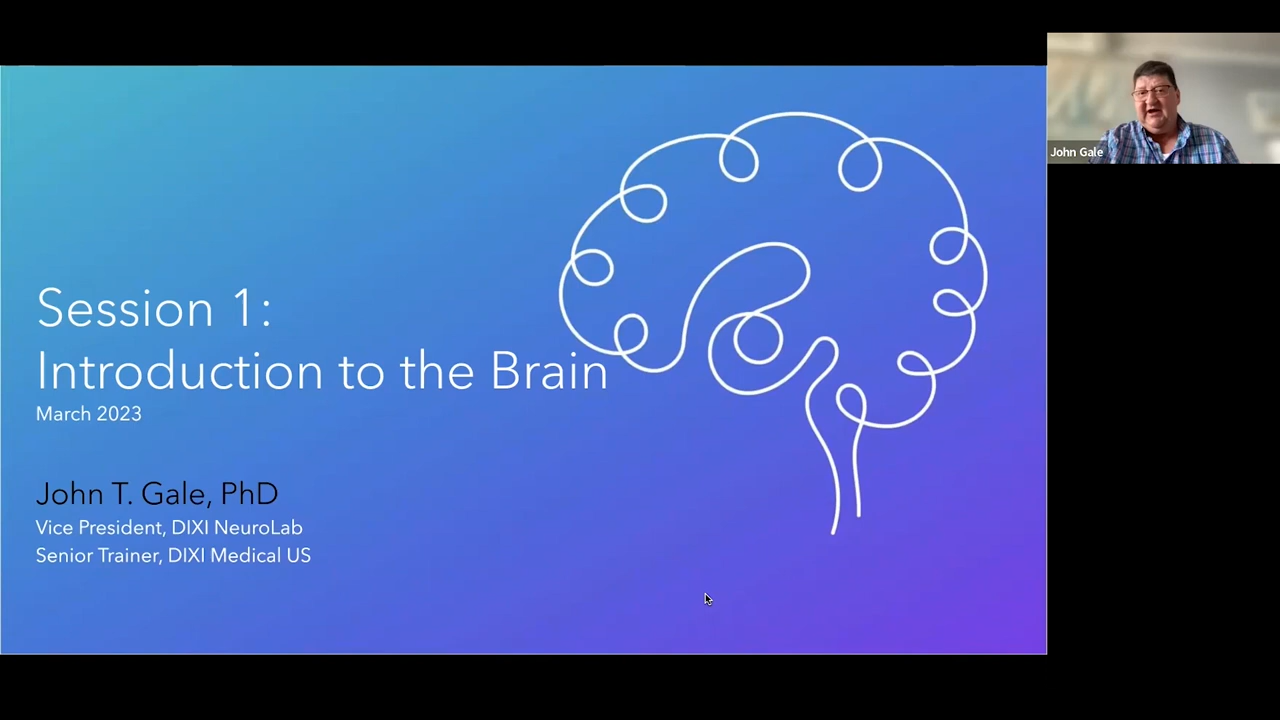 Session 1:
Introduction to the Brain
March 2023
John T. Gale, PhD
Vice President, DIXI NeuroLab
Senior Trainer, DIXI Medical US
John Gale